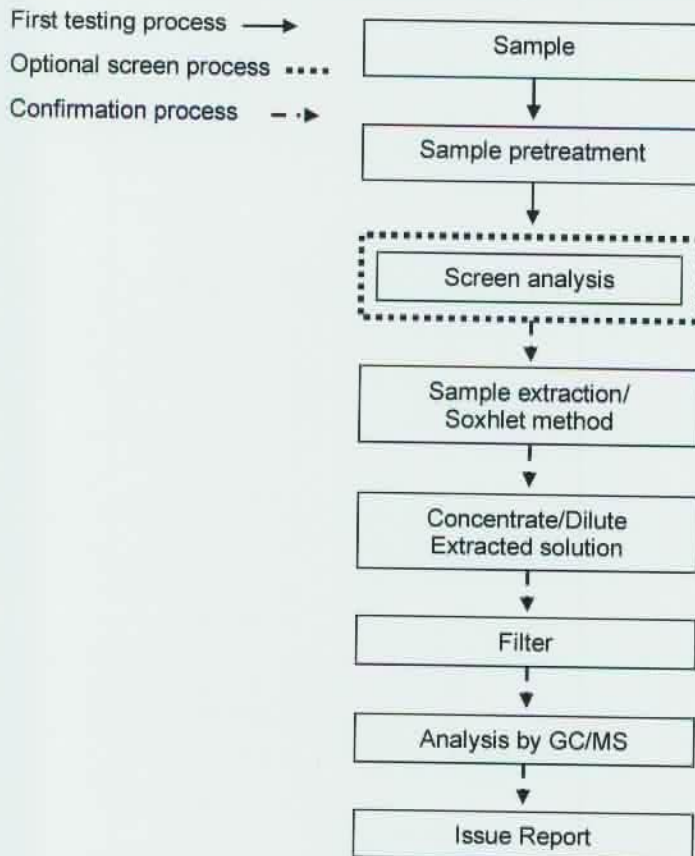 First testing process
Optional screen process
Confirmation process
Sample
Sample pretreatment
Screen analysis
Sample extraction/
Soxhlet method
Concentrate/Dilute
Extracted solution
Filter
Analysis by GC/MS
Issue Report